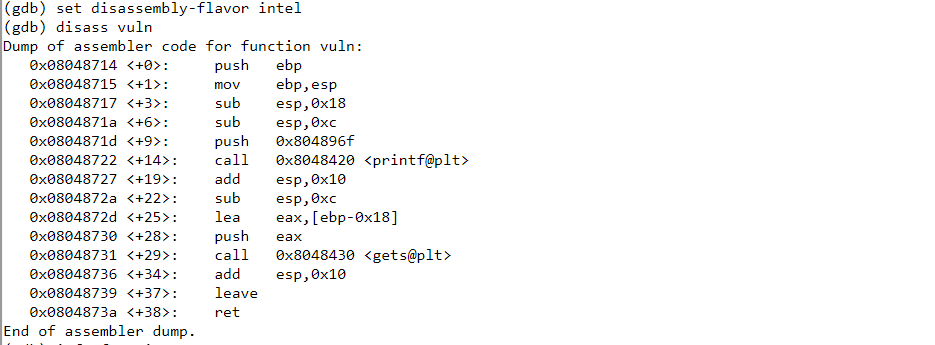 (gdb) set disassembly-flavor intel
(gdb) disass vuln
Dump of assembler code for function vuln:
   0x08048714 <+0>:     push   ebp
   0x08048715 <+1>:     mov    ebp,esp
   0x08048717 <+3>:     sub    esp,0x18
   0x0804871a <+6>:     sub    esp,0xc
   0x0804871d <+9>:     push   0x804896f
   0x08048722 <+14>:    call   0x8048420 <printf@plt>
   0x08048727 <+19>:    add    esp,0x10
   0x0804872a <+22>:    sub    esp,0xc
   0x0804872d <+25>:    lea    eax,[ebp-0x18]
   0x08048730 <+28>:    push   eax
   0x08048731 <+29>:    call   0x8048430 <gets@plt>
   0x08048736 <+34>:    add    esp,0x10
   0x08048739 <+37>:    leave
   0x0804873a <+38>:    ret
End of assembler dump.